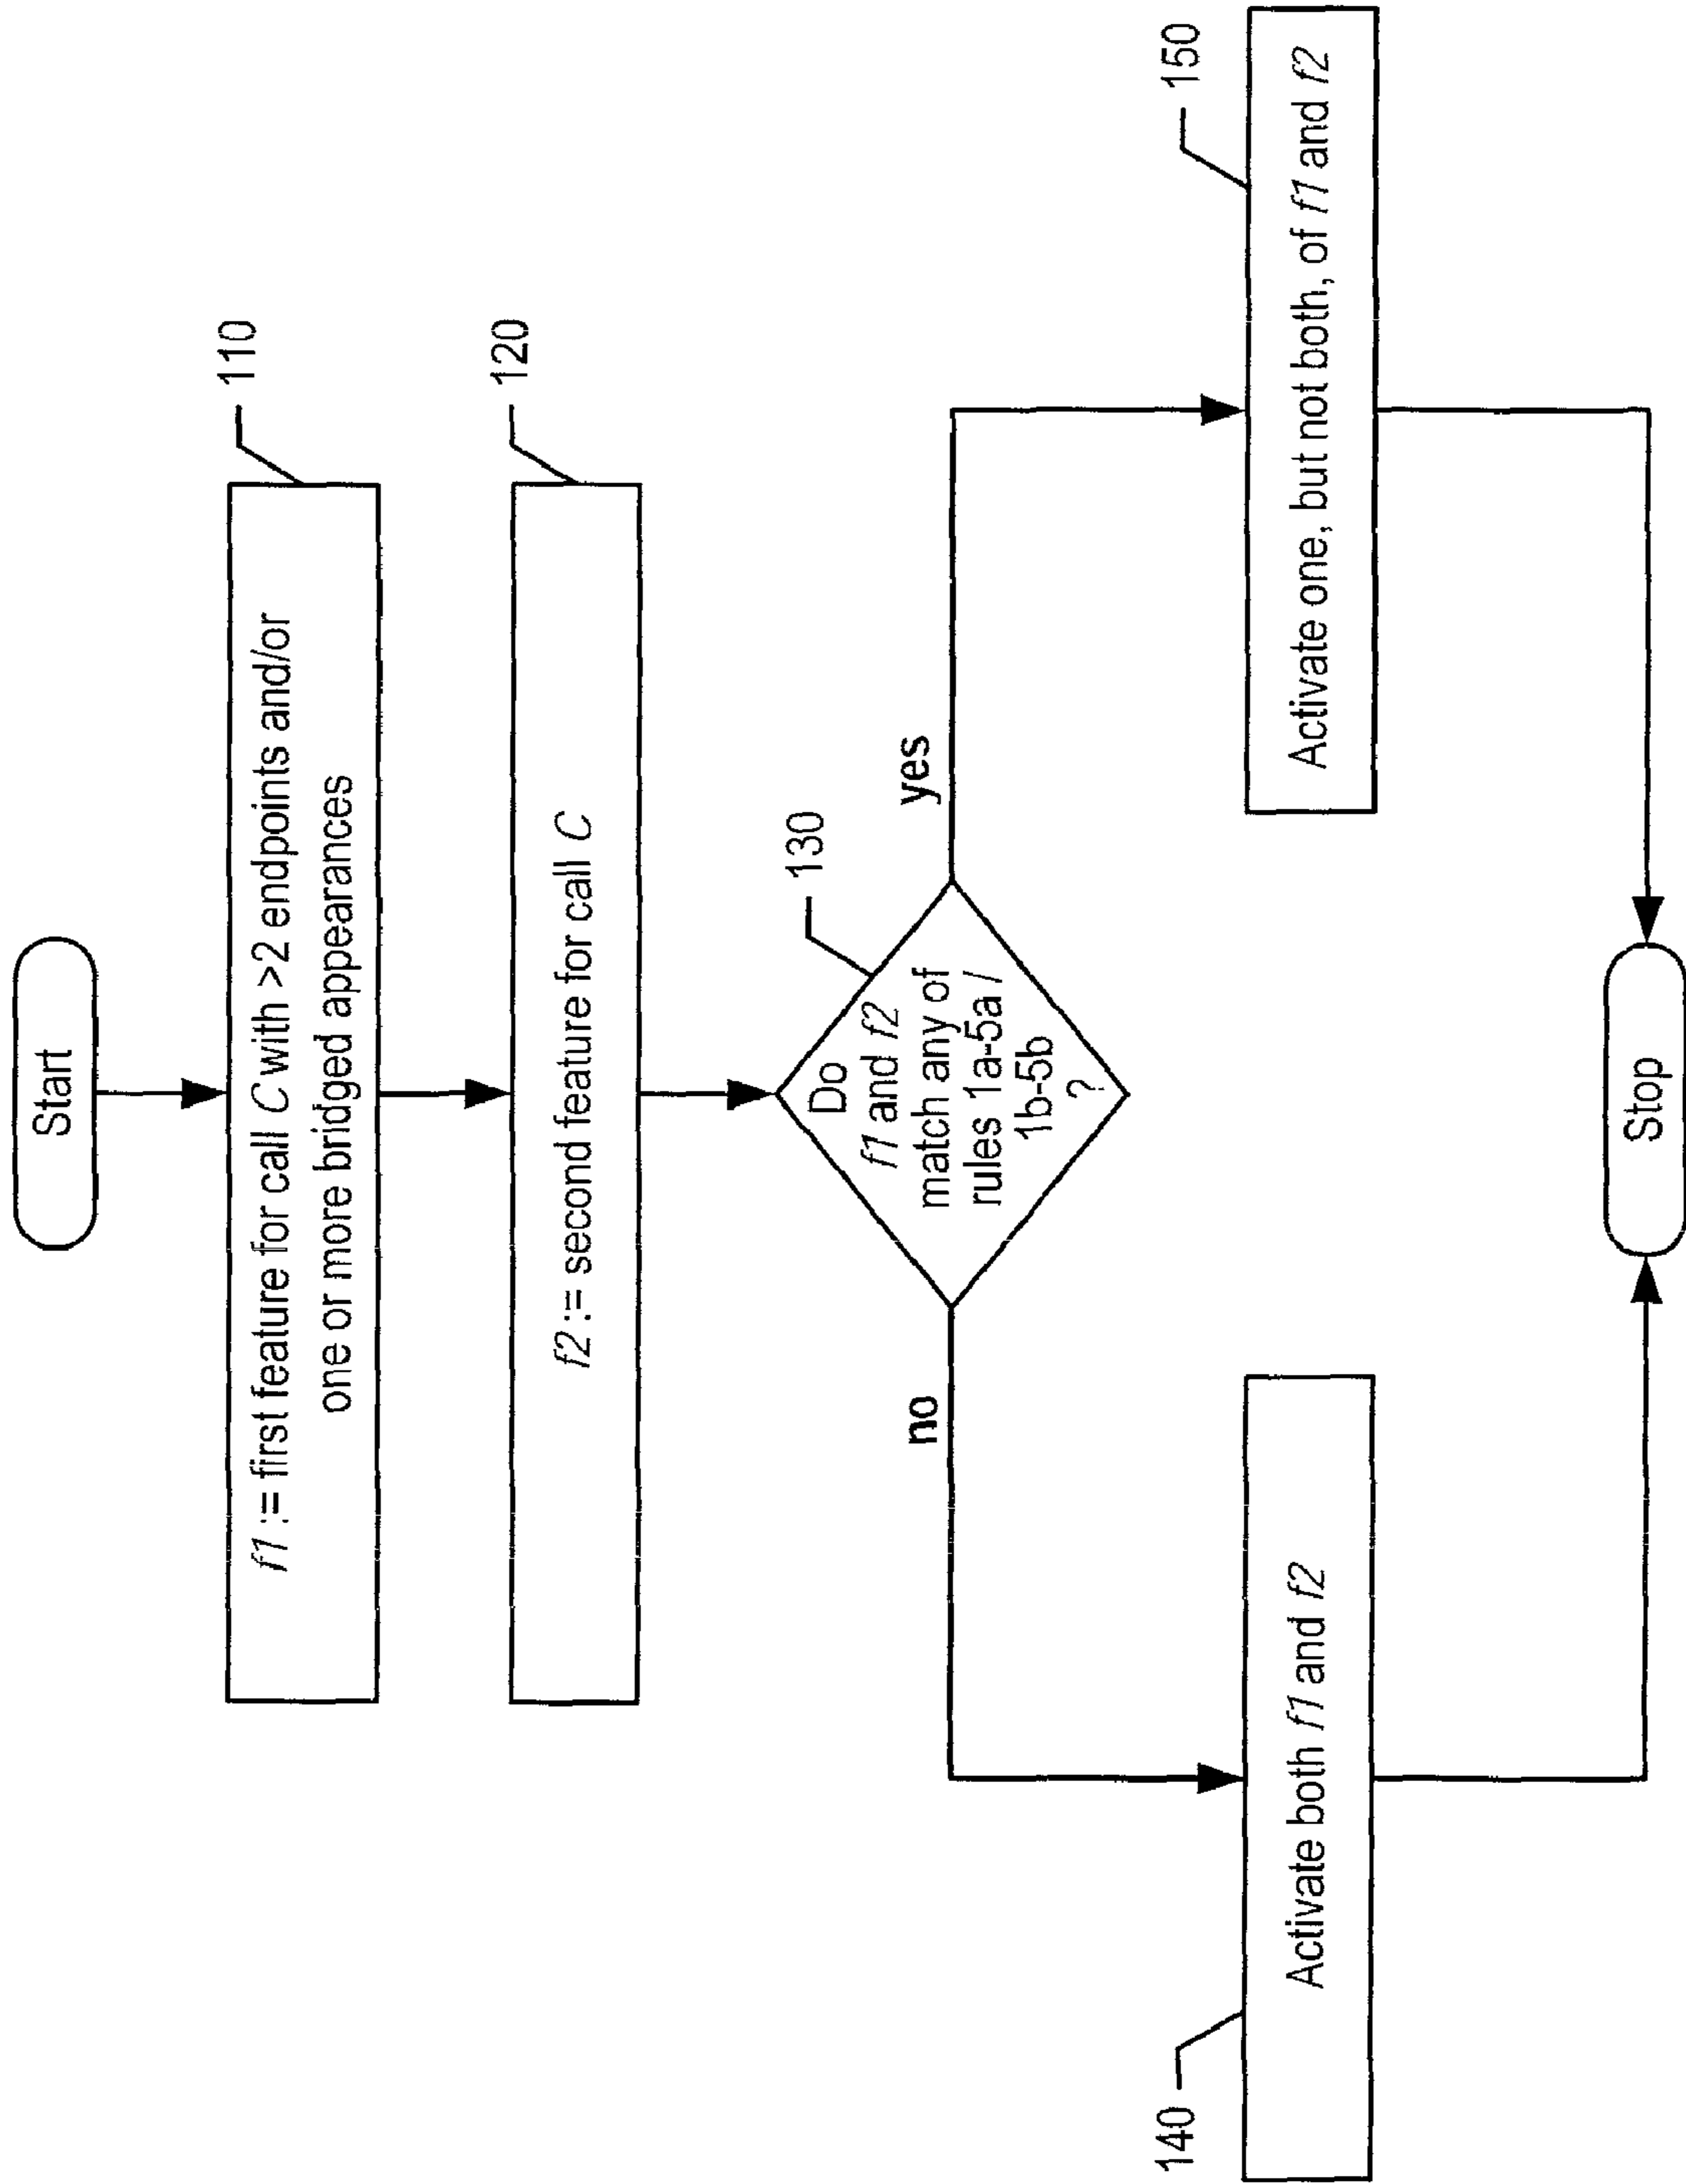 Start
110
f1 := first feature for call C with >2 endpoints and/or
one or more bridged appearances
120
f2 := second feature for call C
130
Do
f1 and f2
match any of
rules 1a-5a /
1b-5b
?
no
yes
140
Activate both f1 and f2
150
Activate one, but not both, of f1 and f2
Stop